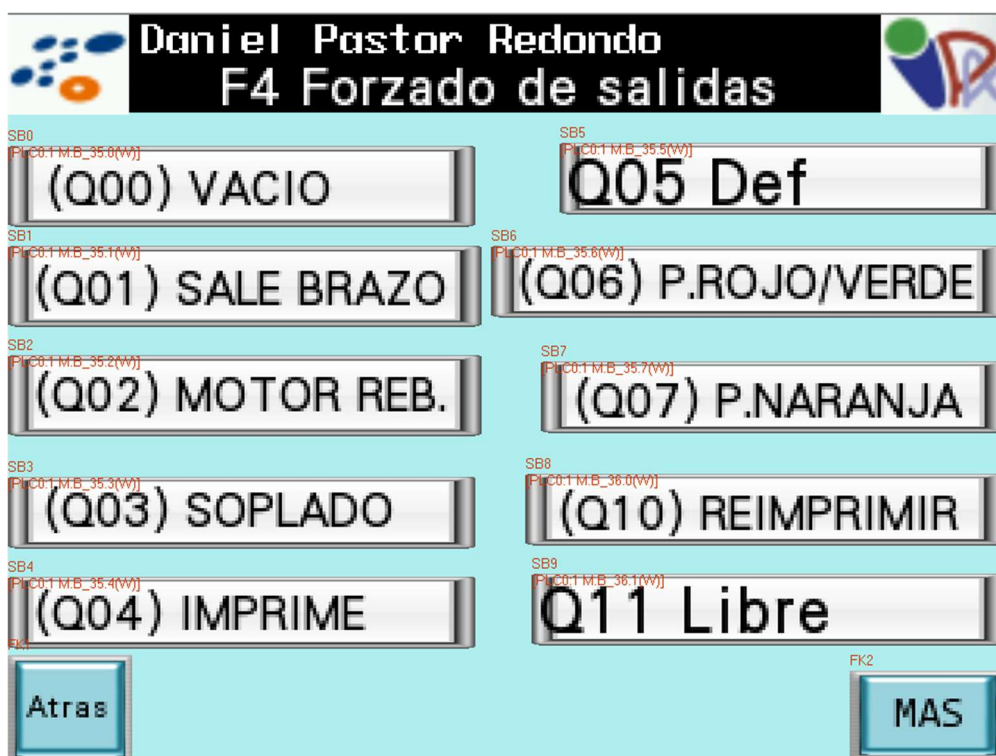 Daniel Pastor Redondo
F4 Forzado de salidas
SB0
[PLC0:1 M:B_35.0(W)]
(Q00) VACIO
SB1
[PLC0:1 M:B_35.1(W)]
(Q01) SALE BRAZO
SB2
[PLC0:1 M:B_35.2(W)]
(Q02) MOTOR REB.
SB3
[PLC0:1 M:B_35.3(W)]
(Q03) SOPLADO
SB4
[PLC0:1 M:B_35.4(W)]
(Q04) IMPRIME
FK1
Atras
SB5
[PLC0:1 M:B_35.5(W)]
Q05 Def
SB6
[PLC0:1 M:B_35.6(W)]
(Q06) P.ROJO/VERDE
SB7
[PLC0:1 M:B_35.7(W)]
(Q07) P.NARANJA
SB8
[PLC0:1 M:B_36.0(W)]
(Q10) REIMPRIMIR
SB9
[PLC0:1 M:B_36.1(W)]
Q11 Libre
FK2
MAS